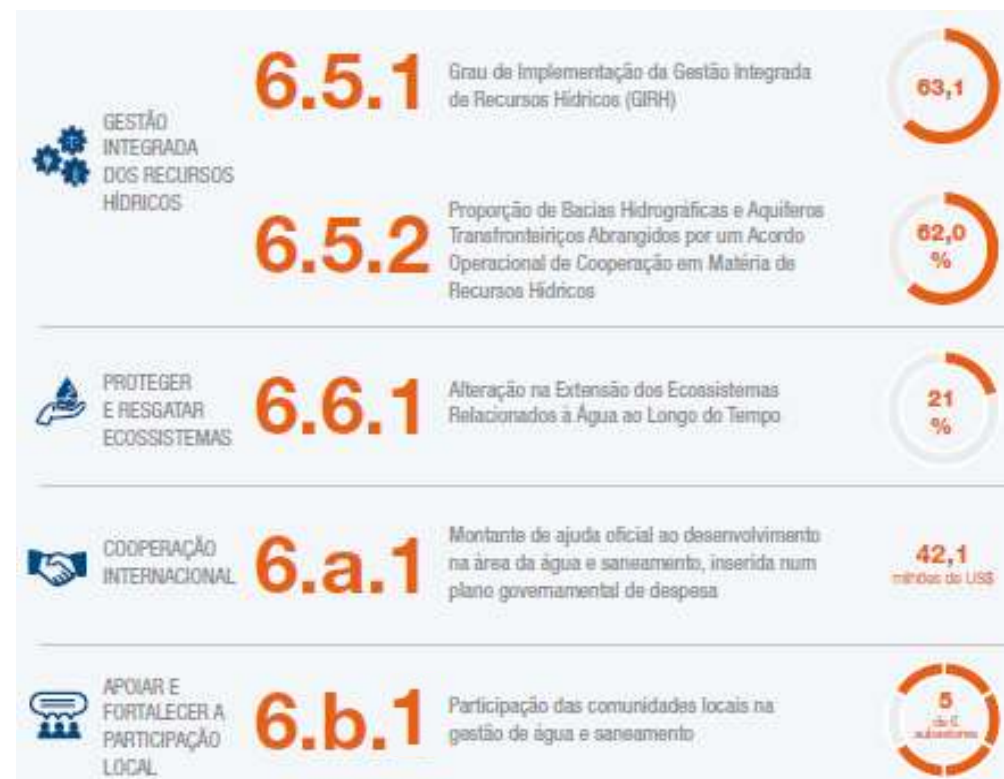 GESTÃO
INTEGRADA
DOS RECURSOS
HÍDRICOS
6.5.1
Grau de Implementação da Gestão Integrada
de Recursos Hídricos (GIRH)
63,1
6.5.2
Proporção de Bacias Hidrográficas e Aquíferos
Transfronteiriços Abrangidos por um Acordo
Operacional de Cooperação em Matéria de
Recursos Hídricos
62,0
%
PROTEGER
E RESGATAR
ECOSSISTEMAS
6.6.1
Alteração na Extensão dos Ecossistemas
Relacionados à Água ao Longo do Tempo
21
%
COOPERAÇÃO
INTERNACIONAL
6.a.1
Montante de ajuda oficial ao desenvolvimento
na área da água e saneamento, inserida num
plano governamental de despesa
42,1
milhões de US$
APOIAR E
FORTALECER A
PARTICIPAÇÃO
LOCAL
6.b.1
Participação das comunidades locais na
gestão de água e saneamento
5
de
subsetores